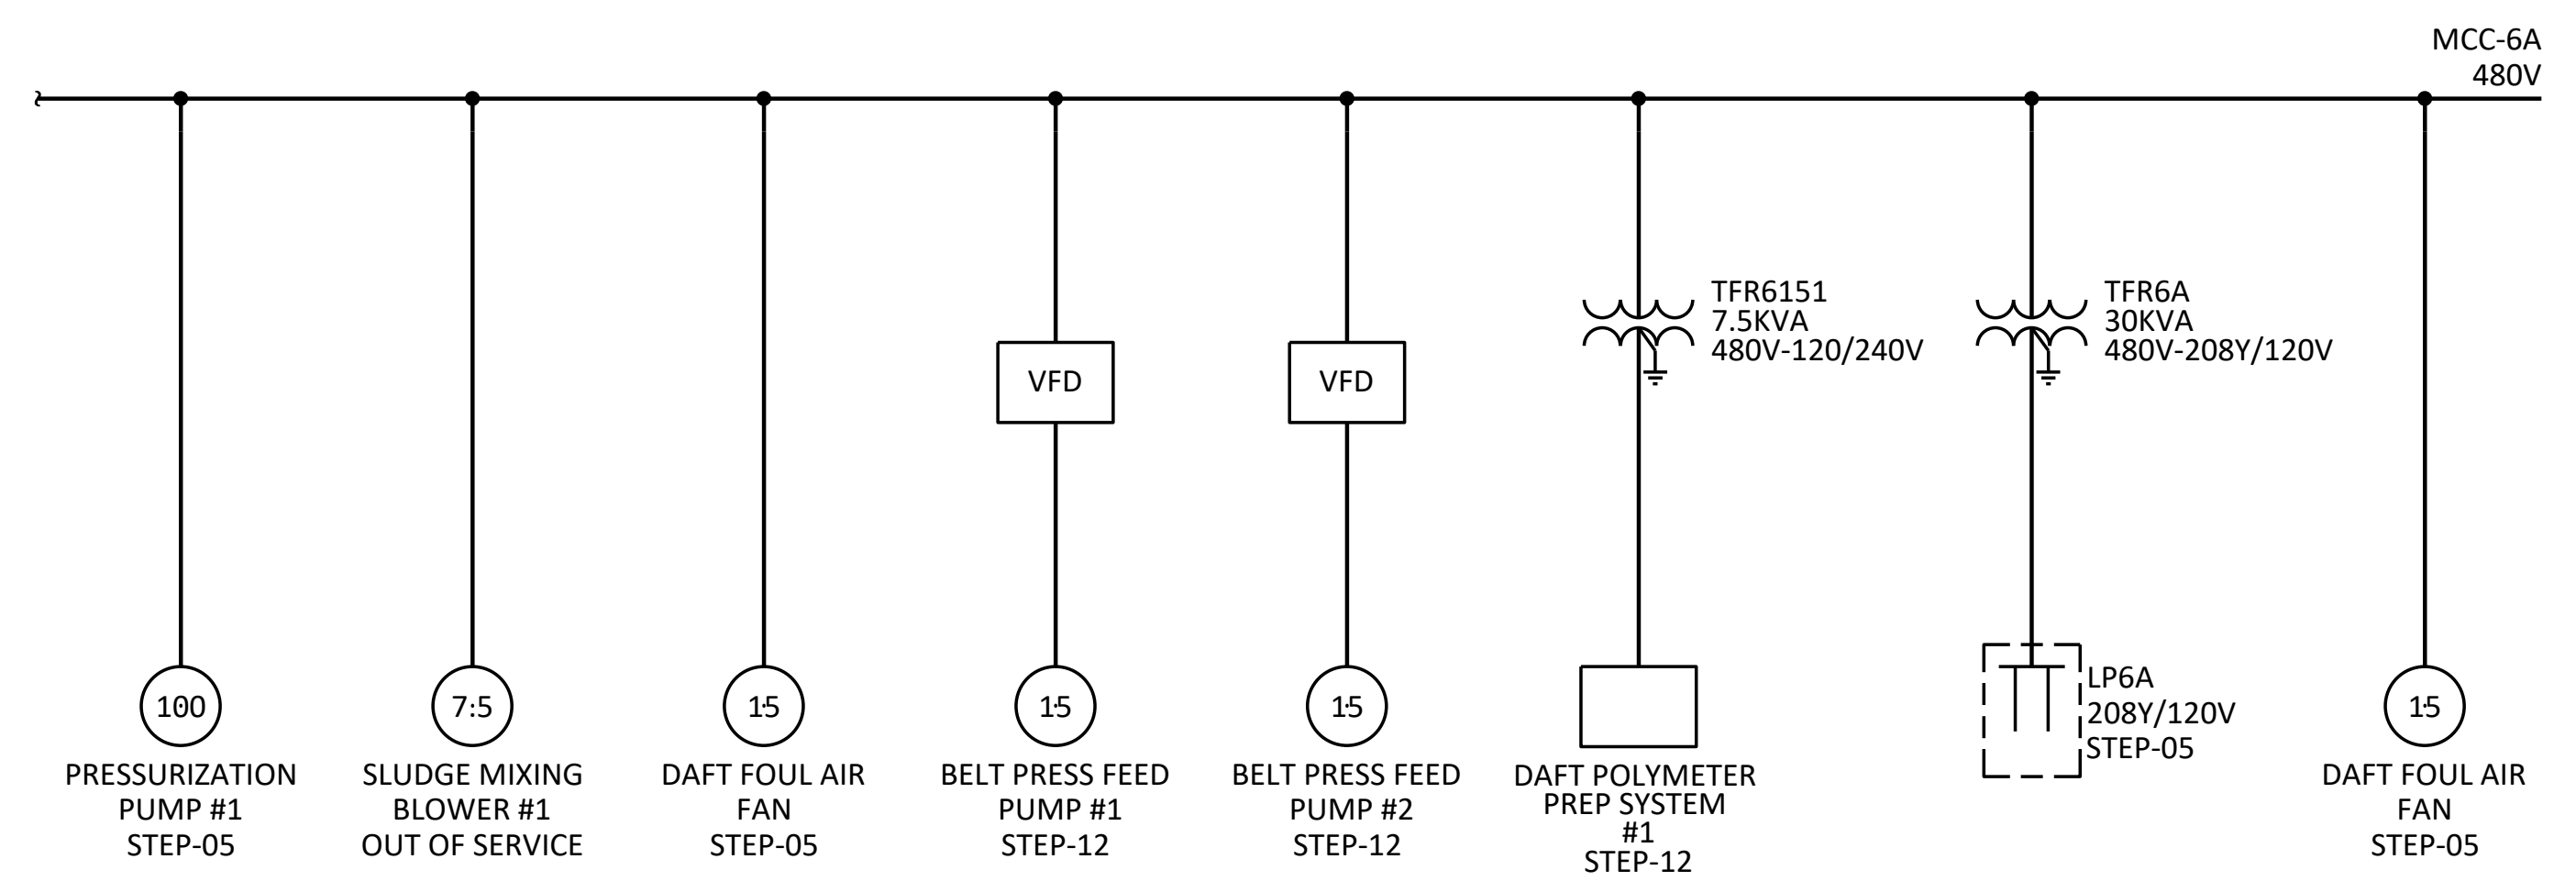 MCC-6A
480V
TFR6151
7.5KVA
480V-120/240V
TFR6A
30KVA
480V-208Y/120V
VFD
VFD
100
PRESSURIZATION
PUMP #1
STEP-05
7:5
SLUDGE MIXING
BLOWER #1
OUT OF SERVICE
15
DAFT FOUL AIR
FAN
STEP-05
15
BELT PRESS FEED
PUMP #1
STEP-12
15
BELT PRESS FEED
PUMP #2
STEP-12
DAFT POLYMETER
PREP SYSTEM
#1
STEP-12
LP6A
208Y/120V
STEP-05
15
DAFT FOUL AIR
FAN
STEP-05